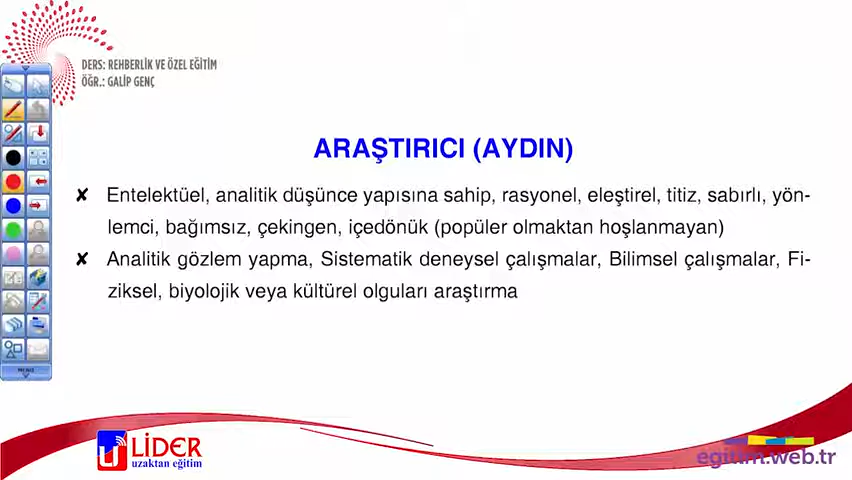 DERS: REHBERLİK VE ÖZEL EĞİTİM
ÖĞR.: GALİP GENÇ
ARAŞTIRICI (AYDIN)
✘ Entelektüel, analitik düşünce yapısına sahip, rasyonel, eleştirel, titiz, sabırlı, yön-
lemci, bağımsız, çekingen, içedönük (popüler olmaktan hoşlanmayan)
✘ Analitik gözlem yapma, Sistematik deneysel çalışmalar, Bilimsel çalışmalar, Fi-
ziksel, biyolojik veya kültürel olguları araştırma
MENU
LİDER
uzaktan eğitim
egitim.web.tr